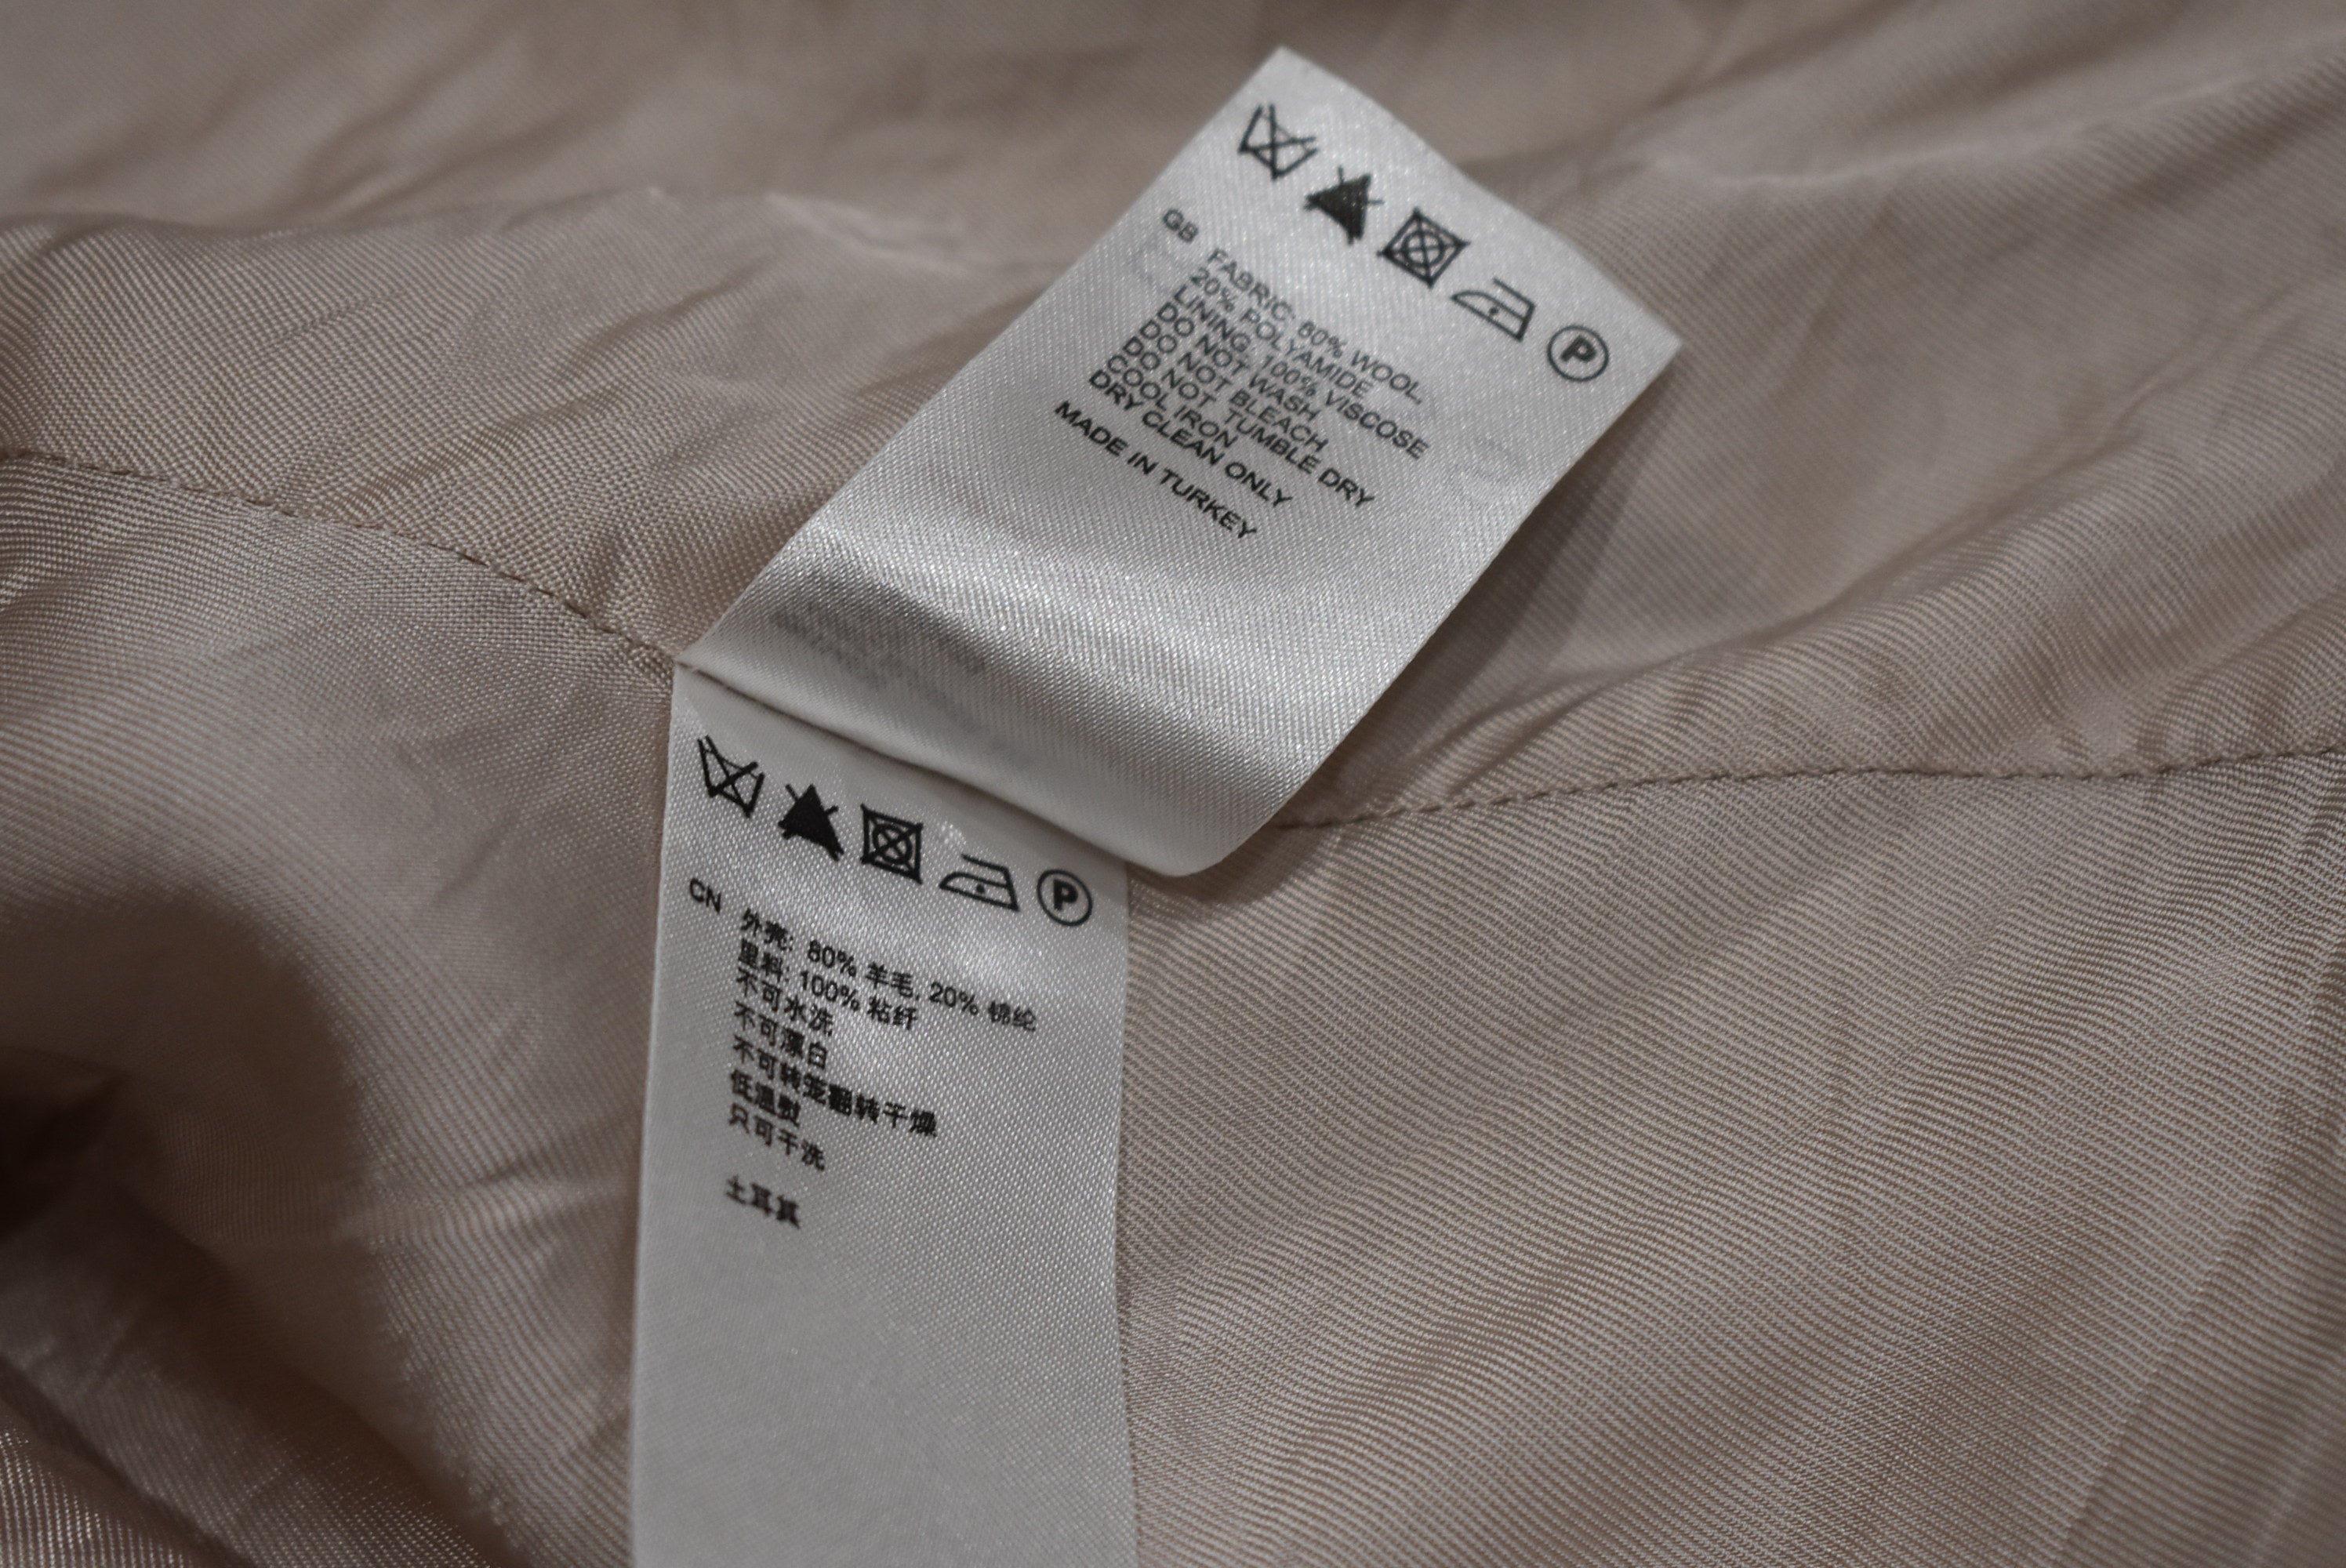 GB FABRIC: 80% WOOL,
20% POLYAMIDE
LINING: 100% VISCOSE
DO NOT WASH
DO NOT BLEACH
DO NOT TUMBLE DRY
COOL IRON
DRY CLEAN ONLY
MADE IN TURKEY
P
P
CN 外壳: 80% 羊毛, 20% 锦纶
里料: 100% 粘纤
不可水洗
不可漂白
不可转笼翻转干燥
低温熨
只可干洗
土耳其